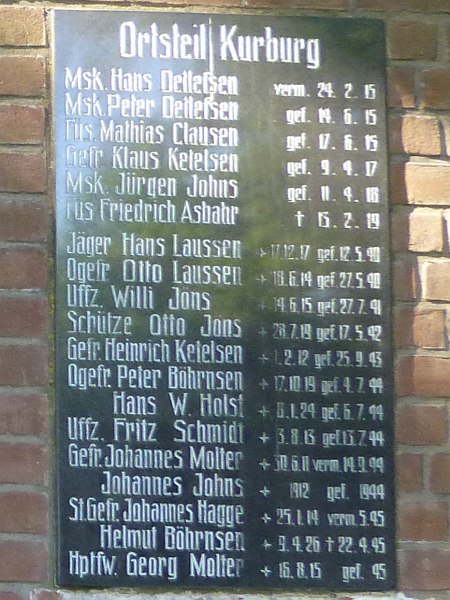 Ortsteil Kurburg
Msk. Hans Detlefsen verm. 24. 2. 15
Msk. Peter Detlefsen gef. 14. 6. 15
Füs. Mathias Clausen gef. 17. 6. 15
Gefr. Klaus Ketelsen gef. 9. 4. 17
Msk. Jürgen Johns gef. 11. 4. 18
Füs Friedrich Asbahr † 15. 2. 19
Jäger Hans Laussen + 17.12.17 gef. 12.5.40
Ogefr. Otto Laussen + 18.6.14 gef. 27.5.40
Uffz. Willi Jöns + 14.6.15 gef. 27.7.41
Schütze Otto Jöns + 28.7.19 gef. 17.5.42
Gefr. Heinrich Ketelsen + 1.2.12 gef. 25.9.43
Ogefr. Peter Böhrnsen + 17.10.19 gef. 4.7.44
Hans W. Holst + 8.1.24 gef. 6.7.44
Uffz. Fritz Schmidt + 3.8.13 gef. 13.7.44
Gefr. Johannes Molter + 30.6.11 verm. 14.9.44
Johannes Johns + 1912 gef. 1944
St.Gefr. Johannes Hagge + 25.1.14 verm. 5.45
Helmut Böhrnsen + 9.4.26 † 22.4.45
Hptfw. Georg Molter + 16.8.15 gef. 45